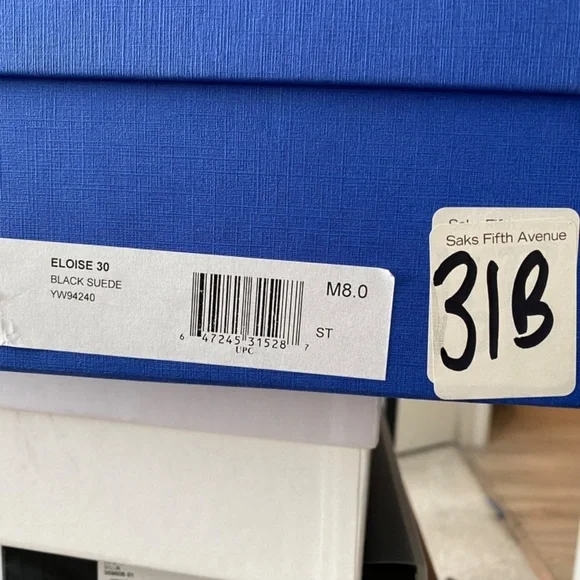 Saks Fifth Avenue
31B
ELOISE 30
BLACK SUEDE
YW94240
M8.0
ST
6 47245 31528 7
UPC